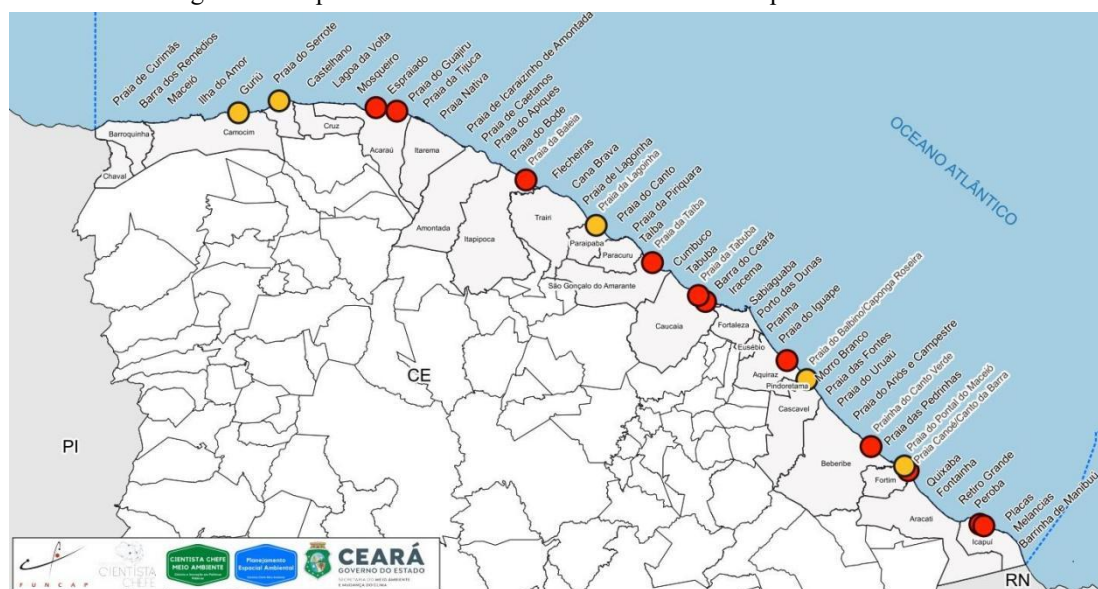 Praia de Curimãs
Barra dos Remédios
Maceió
Ilha do Amor
Guriú
Praia do Serrote
Castelhano
Lagoa da Volta
Mosqueiro
Espraiado
Praia do Guajiru
Praia da Tijuca
Praia Nativa
Praia de Icaraizinho de Amontada
Praia de Caetanos
Praia do Apiques
Praia do Bode
Praia da Baleia
Flecheiras
Cana Brava
Praia de Lagoinha
Praia da Lagoinha
Praia do Canto
Praia da Piriquara
Taíba
Praia da Taíba
Cumbuco
Tabuba
Praia da Tabuba
Barra do Ceará
Iracema
Sabiaguaba
Porto das Dunas
Prainha
Praia do Iguape
Praia do Balbino/Caponga Roseira
Morro Branco
Praia das Fontes
Praia do Uruaú
Praia do Ariós e Campestre
Prainha do Canto Verde
Praia das Pedrinhas
Praia do Pontal do Maceió
Praia Canoé/Canto da Barra
Quixaba
Fontainha
Retiro Grande
Peroba
Placas
Melancias
Barrinha de Manibuú
OCEANO ATLÂNTICO
Barroquinha
Chaval
Camocim
Cruz
Acaraú
Itarema
Amontada
Itapipoca
Trairi
Paraipaba
Paracuru
São Gonçalo do Amarante
Caucaia
Fortaleza
Eusébio
Aquiraz
Pindoretama
Cascavel
Beberibe
Fortim
Aracati
Icapuí
CE
PI
RN
FUNCAP
CIENTISTA
CHEFE
CIENTISTA CHEFE
MEIO AMBIENTE
Planejamento
Espacial Ambiental
CEARÁ
GOVERNO DO ESTADO
SECRETARIA DO MEIO AMBIENTE
E MUDANÇA DO CLIMA